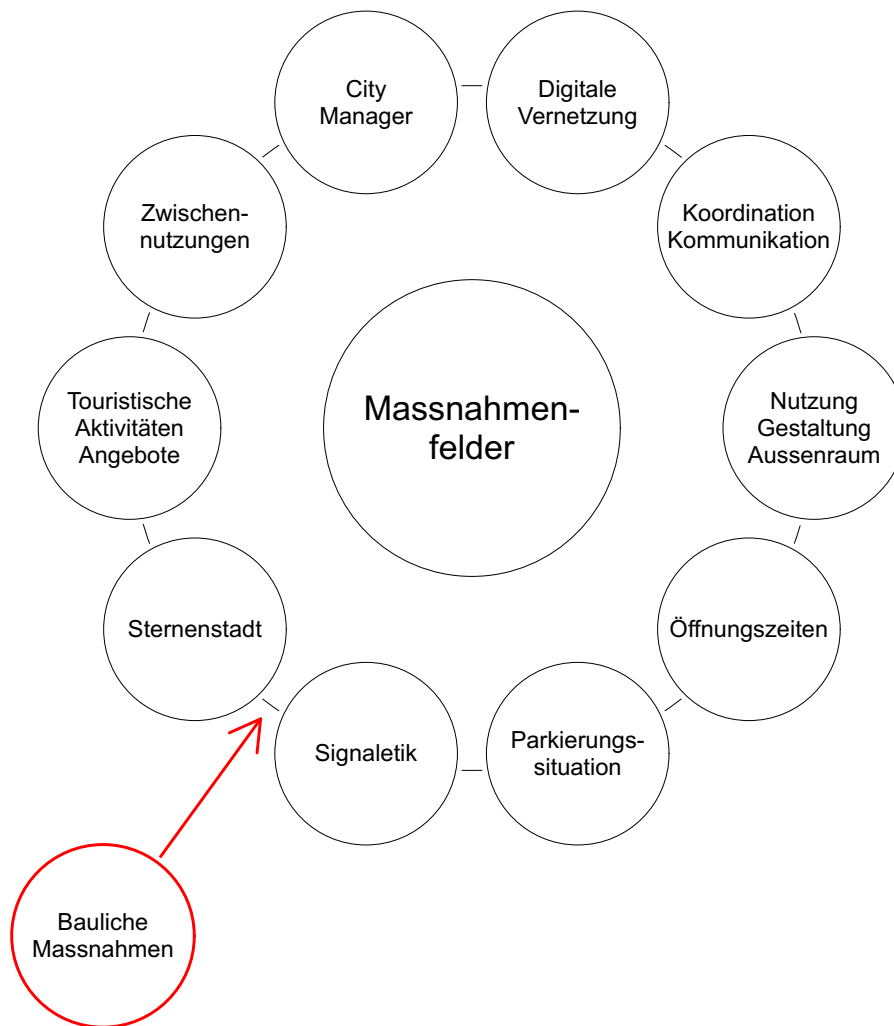 City
Manager
Digitale
Vernetzung
Zwischen-
nutzungen
Koordination
Kommunikation
Touristische
Aktivitäten
Angebote
Massnahmen-
felder
Nutzung
Gestaltung
Aussenraum
Sternenstadt
Öffnungszeiten
Signaletik
Parkierungs-
situation
Bauliche
Massnahmen